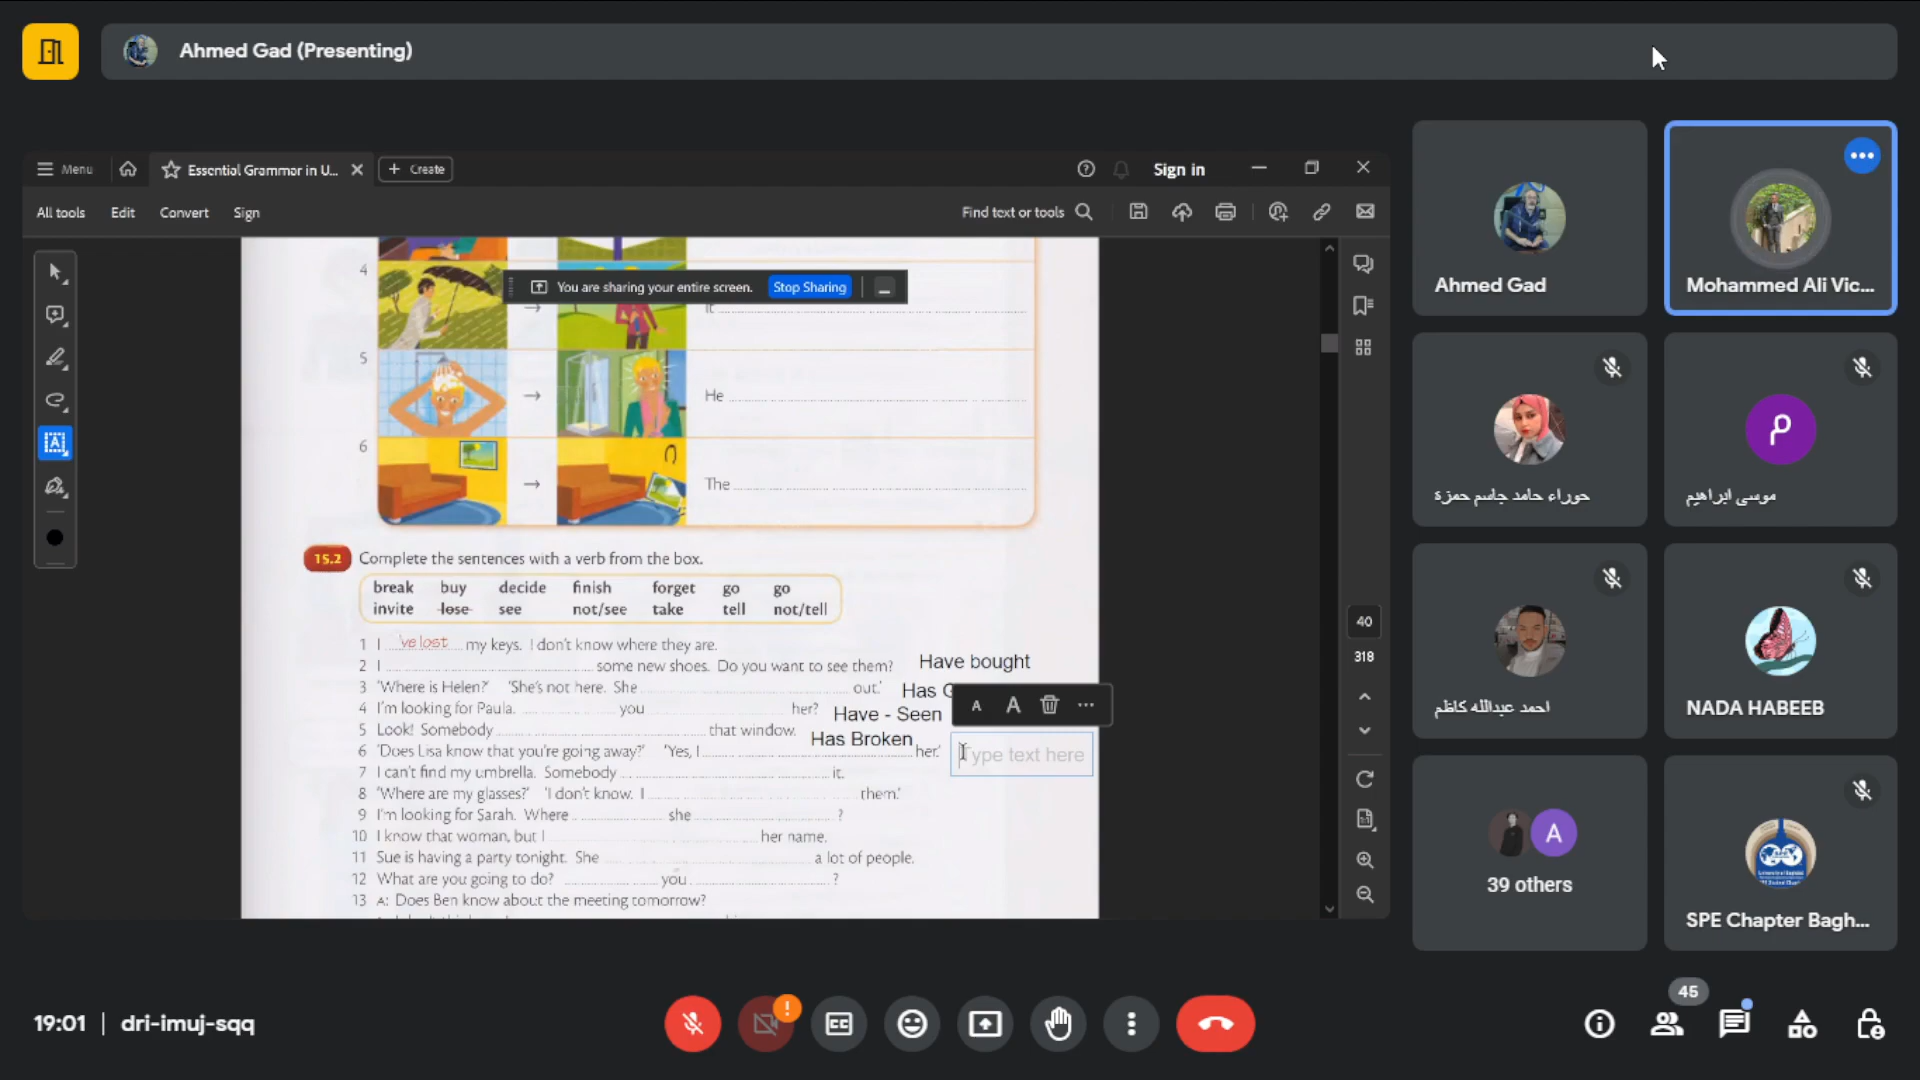 Ahmed Gad (Presenting)
Menu
Essential Grammar in U...
Create
Sign in
All tools
Edit
Convert
Sign
Find text or tools
4
You are sharing your entire screen.
Stop Sharing
It
5
He
6
The
15.2 Complete the sentences with a verb from the box.
break buy decide finish forget go go
invite lose see not/see take tell not/tell
1 I 've lost my keys. I don't know where they are.
2 I some new shoes. Do you want to see them? Have bought
3 'Where is Helen?' 'She's not here. She out.' Has
4 I'm looking for Paula. you her? Have - Seen
5 Look! Somebody that window. Has Broken
6 'Does Lisa know that you're going away?' 'Yes, I her.' Type text here
7 I can't find my umbrella. Somebody it.
8 'Where are my glasses?' 'I don't know. I them.'
9 I'm looking for Sarah. Where she ?
10 I know that woman, but I her name.
11 Sue is having a party tonight. She a lot of people.
12 What are you going to do? you ?
13 A: Does Ben know about the meeting tomorrow?
40
318
Ahmed Gad
Mohammed Ali Vic...
حوراء حامد جاسم حمزة
م
موسى ابراهيم
احمد عبدالله كاظم
NADA HABEEB
A
39 others
SPE Chapter Bagh...
19:01 | dri-imuj-sqq
45